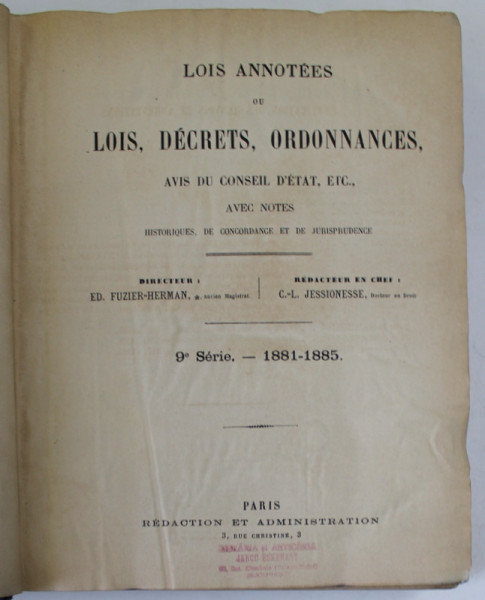 LOIS ANNOTÉES
OU
LOIS, DÉCRETS, ORDONNANCES,
AVIS DU CONSEIL D'ÉTAT, ETC.,
AVEC NOTES
HISTORIQUES, DE CONCORDANCE ET DE JURISPRUDENCE
DIRECTEUR :
ED. FUZIER-HERMAN, ancien Magistrat.
RÉDACTEUR EN CHEF :
C.-L. JESSIONESSE, Docteur en Droit
9e Série. — 1881-1885.
PARIS
RÉDACTION ET ADMINISTRATION
3, RUE CHRISTINE, 3